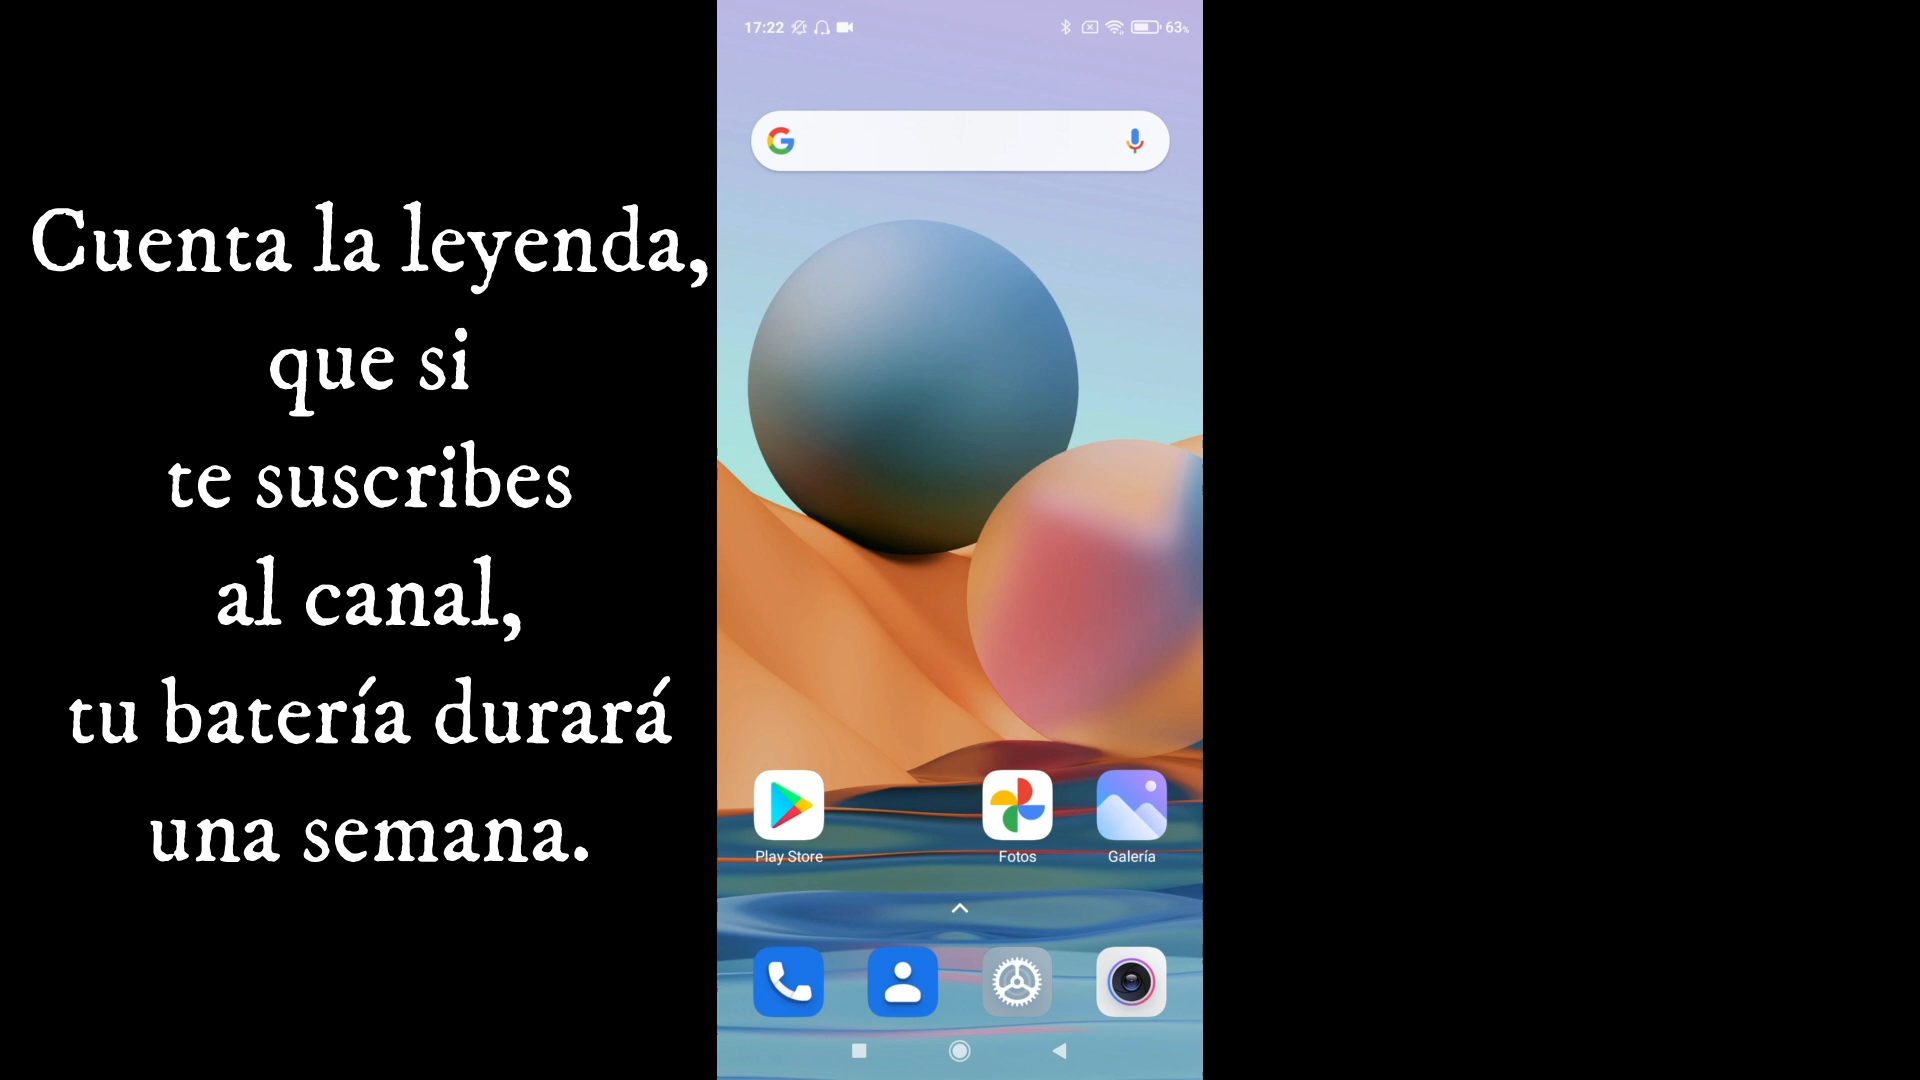 Cuenta la leyenda,
que si
te suscribes
al canal,
tu batería durará
una semana.
17:22
63%
Play Store
Fotos
Galería